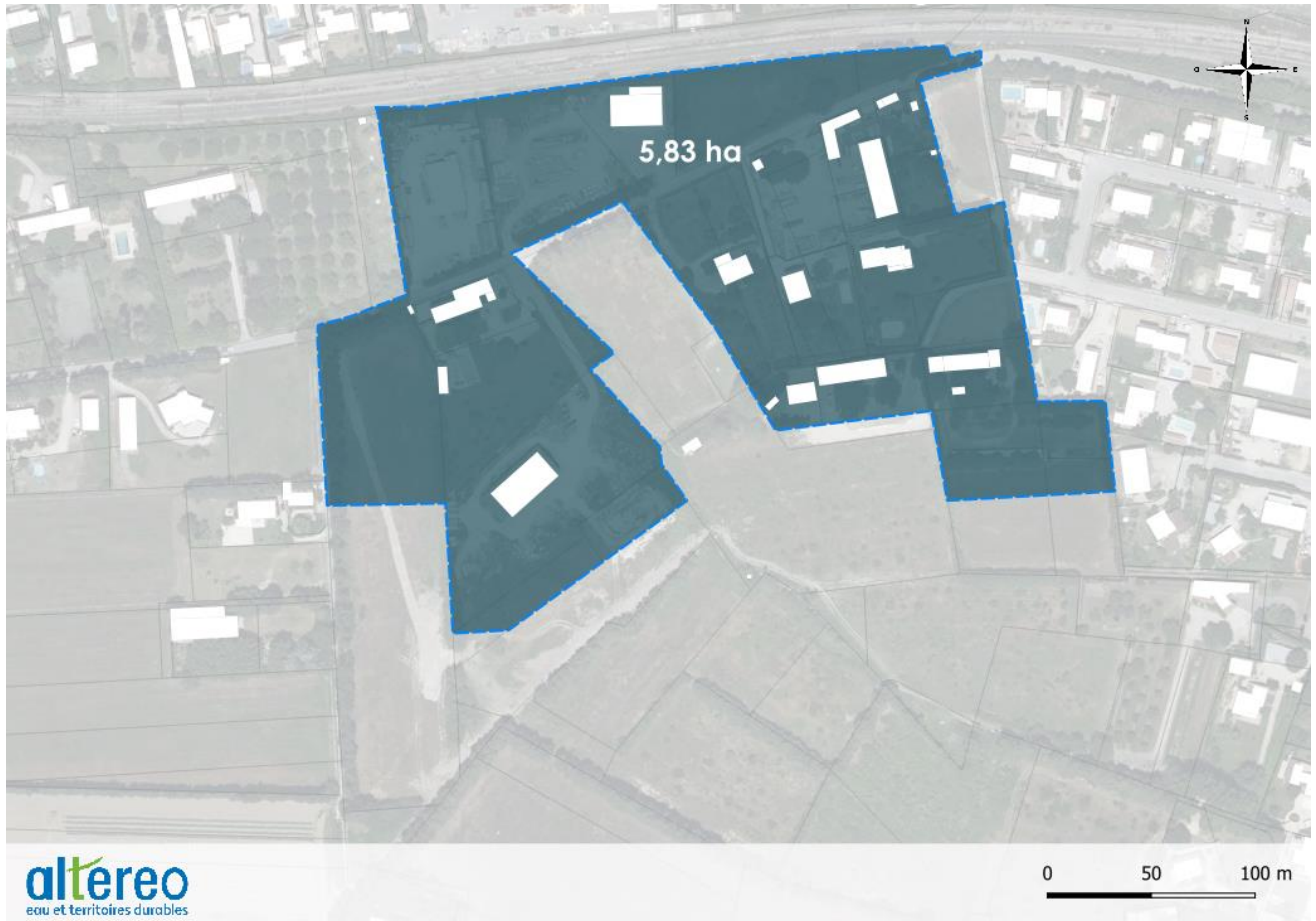 N
O E
S
5,83 ha
altereo
eau et territoires durables
0 50 100 m